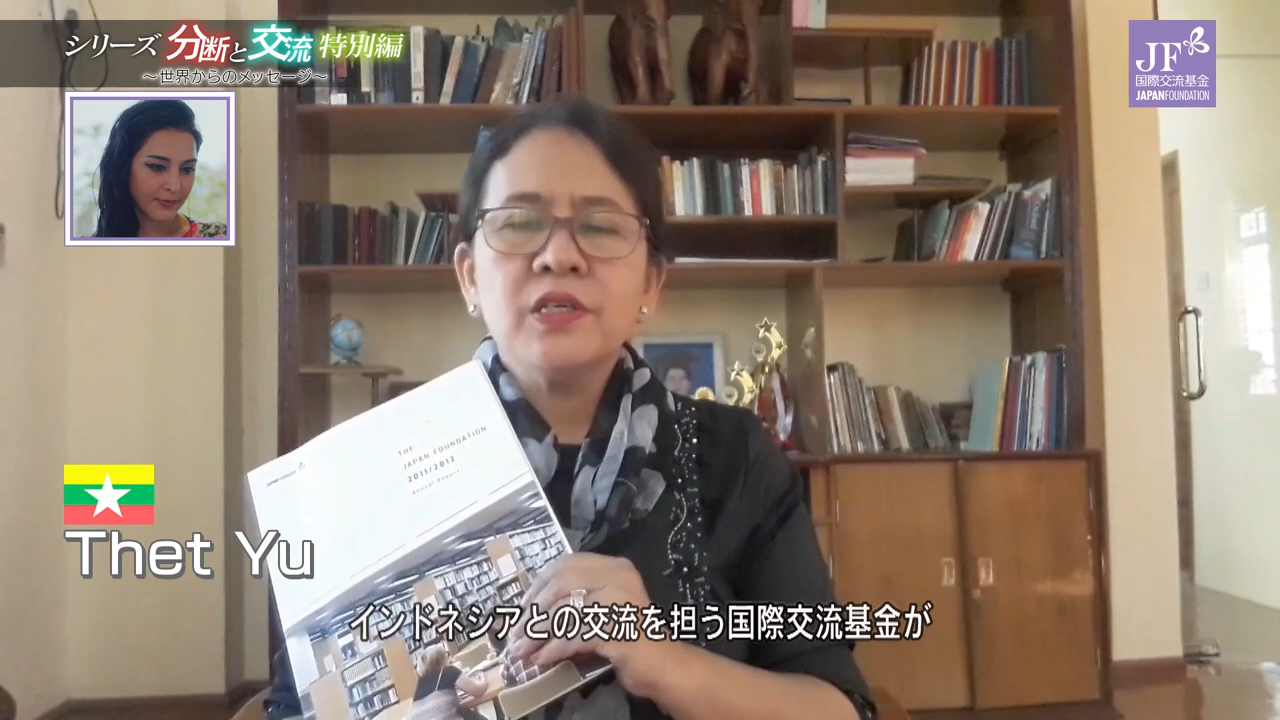 シリーズ 分断と交流 特別編
～世界からのメッセージ～
JF
国際交流基金
JAPANFOUNDATION
THE
JAPAN FOUNDATION
2011/2012
Annual Report
Thet Yu
インドネシアとの交流を担う国際交流基金が